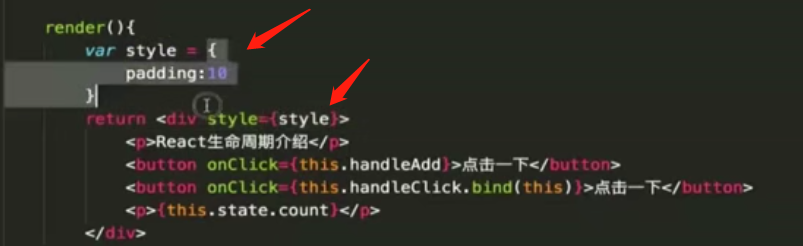 render(){
var style = {
padding:10
}
return <div style={style}>
<p>React生命周期介绍</p>
<button onClick={this.handleAdd}>点击一下</button>
<button onClick={this.handleClick.bind(this)}>点击一下</button>
<p>{this.state.count}</p>
</div>